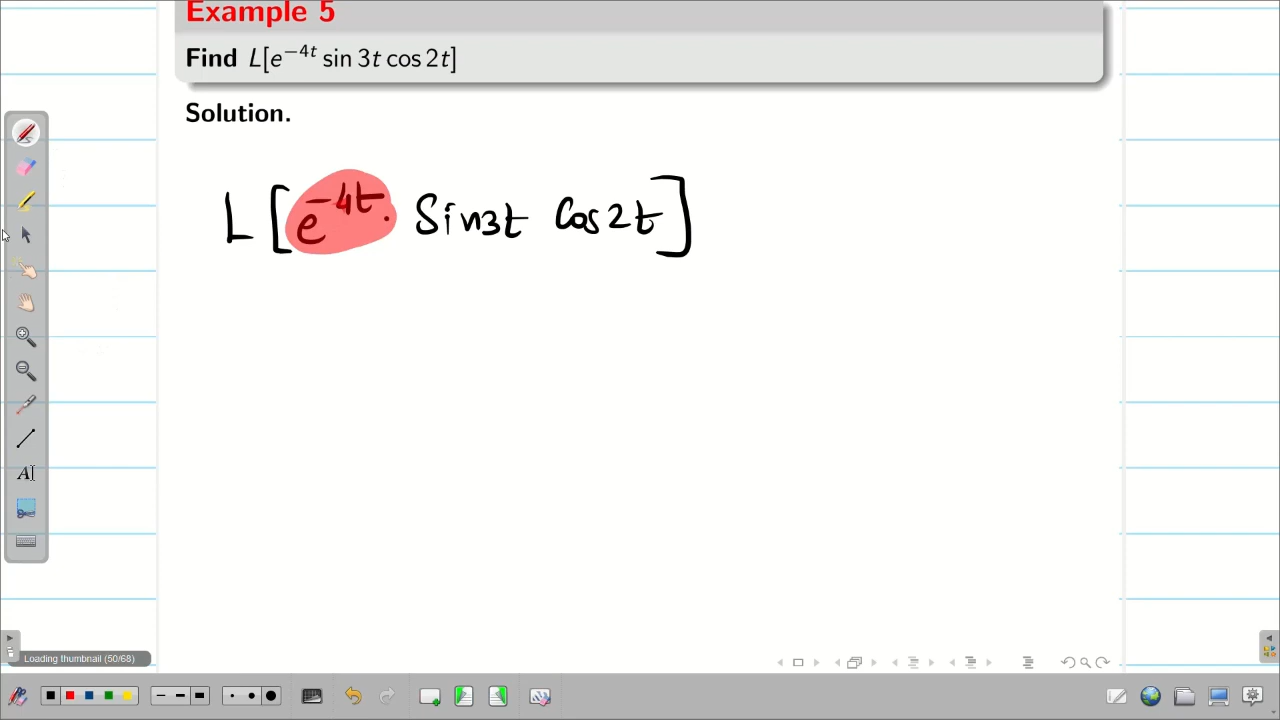 Example 5
Find L[e⁻⁴ᵗ sin 3t cos 2t]
Solution.
L[e⁻⁴ᵗ. Sin3t Cos2t]
A
Loading thumbnail (50/68)